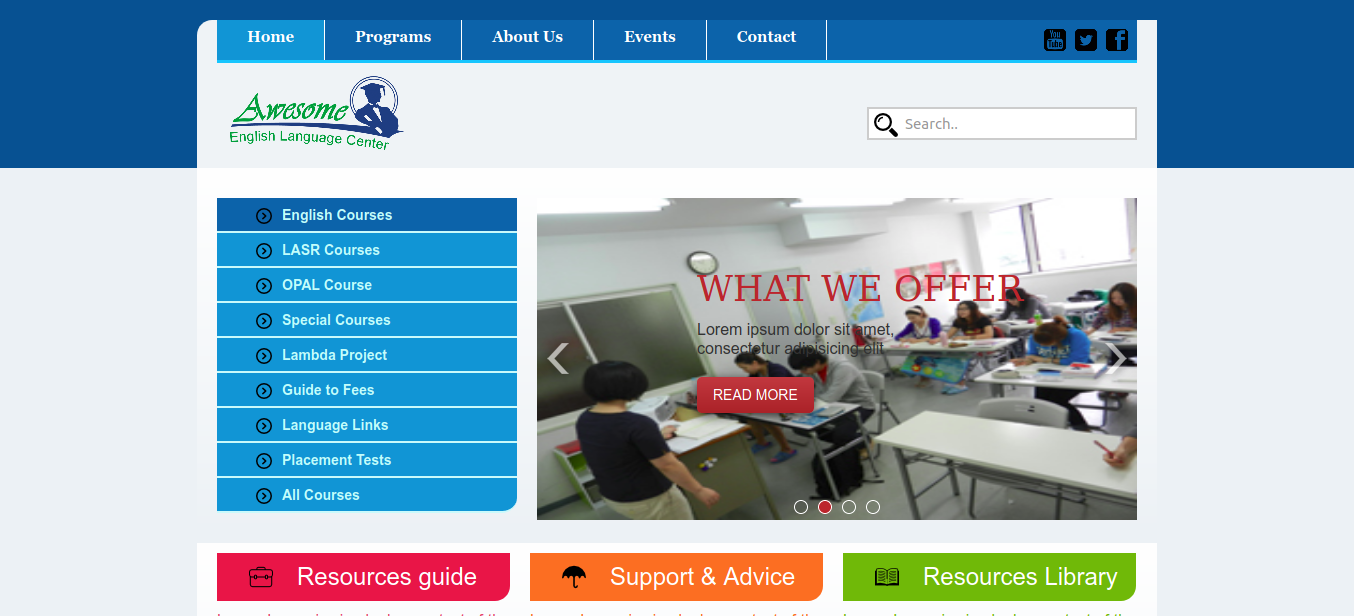 Home Programs About Us Events Contact
You
Tube
Awesome
English Language Center
Search..
English Courses
LASR Courses
OPAL Course
Special Courses
Lambda Project
Guide to Fees
Language Links
Placement Tests
All Courses
WHAT WE OFFER
Lorem ipsum dolor sit amet,
consectetur adipisicing elit
READ MORE
Resources guide Support & Advice Resources Library